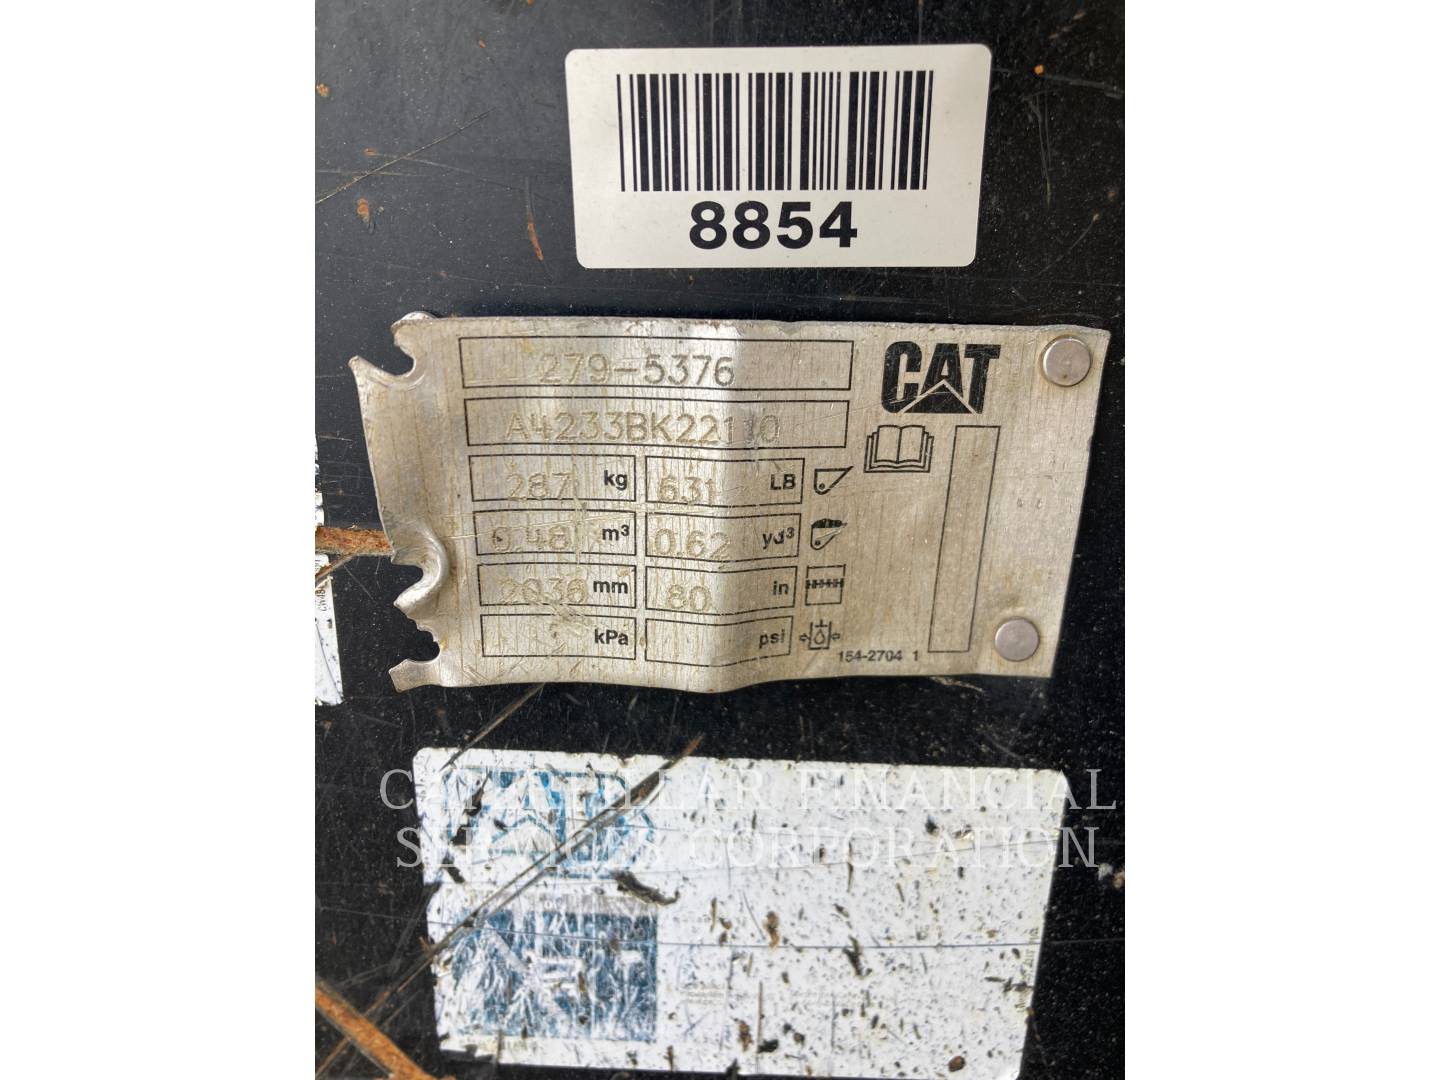 8854
279-5376
CAT
A4233BK22110
287 kg 631 LB
0.48 m³ 0.62 yd³
2036 mm 80 in
kPa psi
154-2704 1
CATERPILLAR FINANCIAL
SERVICES CORPORATION